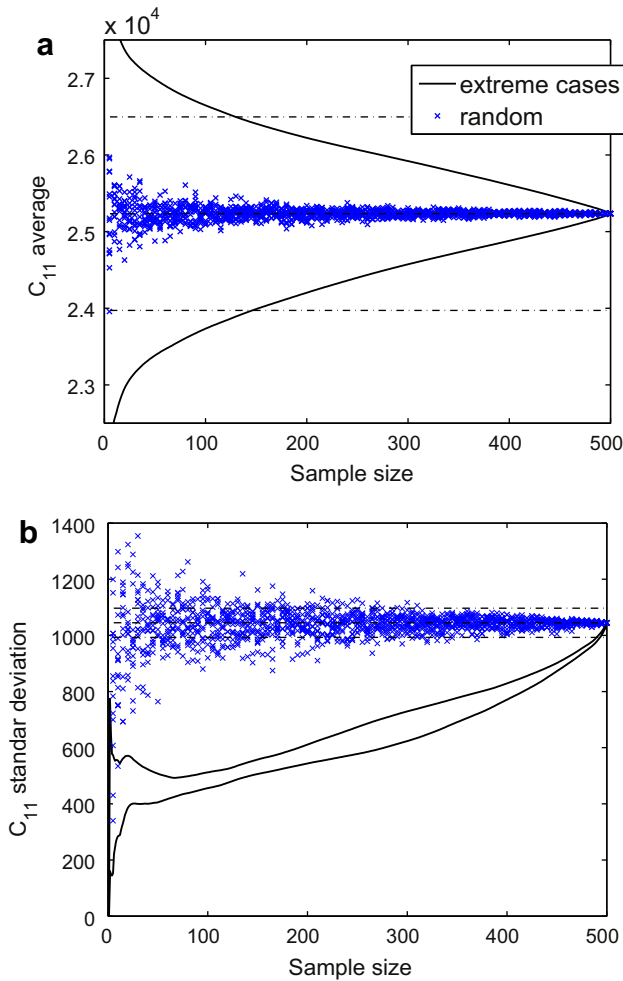 a
x 10^4
2.7
2.6
2.5
2.4
2.3
C_11 average
0 100 200 300 400 500
Sample size
extreme cases
random
b
1400
1200
1000
800
600
400
200
0
C_11 standar deviation
0 100 200 300 400 500
Sample size